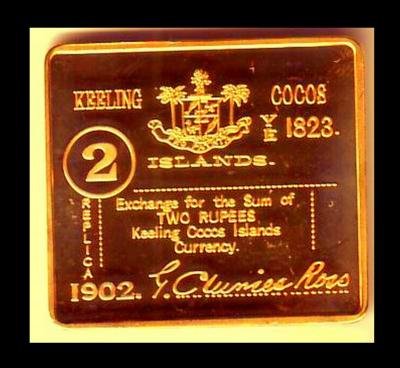 KEELING COCOS
YE 1823.
ISLANDS.
2
Exchange for the Sum of
TWO RUPEES
Keeling Cocos Islands
Currency.
REPLICA
1902. G. Clunies Ross